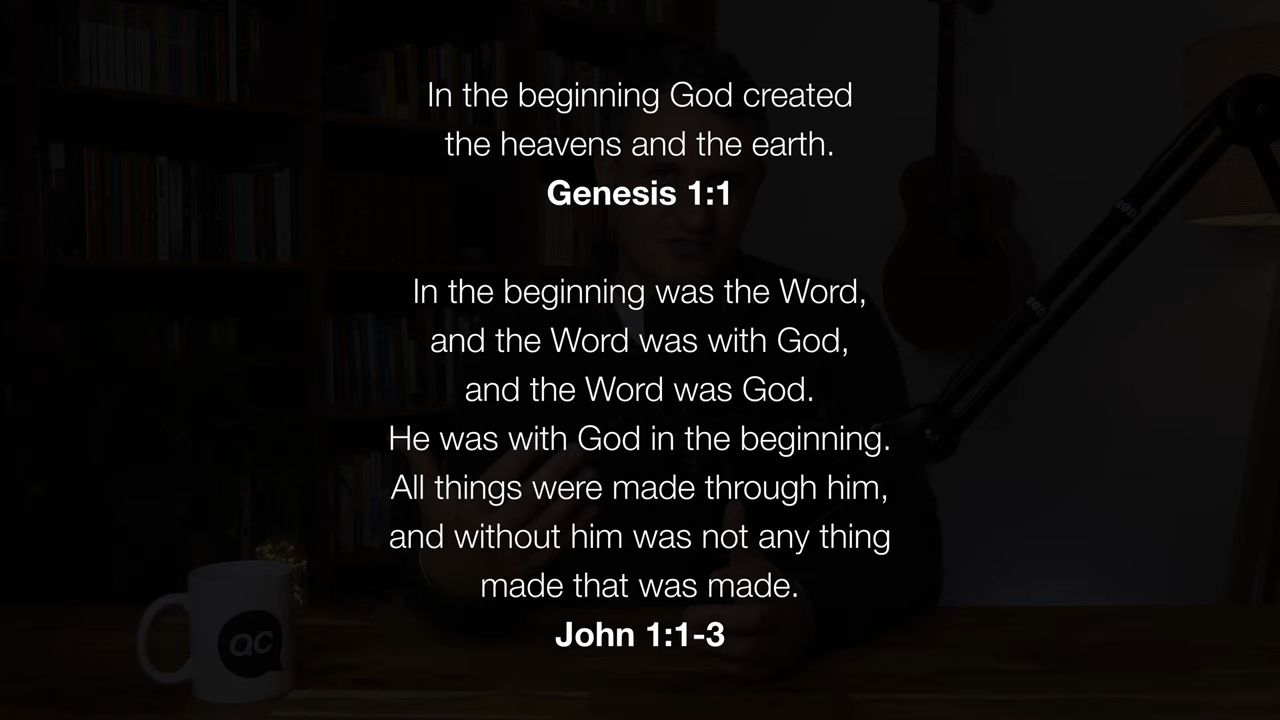 In the beginning God created
the heavens and the earth.
Genesis 1:1
In the beginning was the Word,
and the Word was with God,
and the Word was God.
He was with God in the beginning.
All things were made through him,
and without him was not any thing
made that was made.
John 1:1-3
QC
RØD
RØD